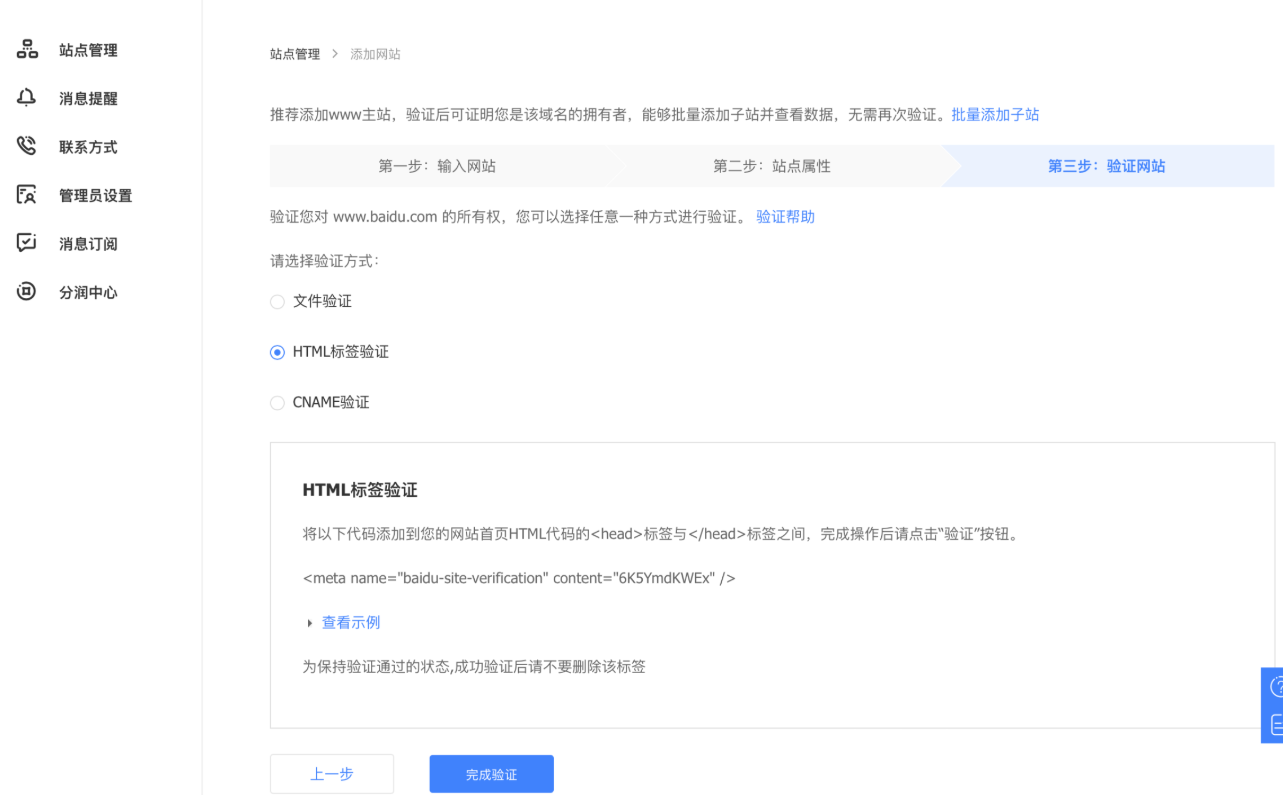 站点管理
消息提醒
联系方式
管理员设置
消息订阅
分润中心
站点管理 > 添加网站
推荐添加www主站，验证后可证明您是该域名的拥有者，能够批量添加子站并查看数据，无需再次验证。批量添加子站
第一步：输入网站 第二步：站点属性 第三步：验证网站
验证您对 www.baidu.com 的所有权，您可以选择任意一种方式进行验证。 验证帮助
请选择验证方式：
文件验证
HTML标签验证
CNAME验证
HTML标签验证
将以下代码添加到您的网站首页HTML代码的<head>标签与</head>标签之间，完成操作后请点击“验证”按钮。
<meta name="baidu-site-verification" content="6K5YmdKWEx" />
查看示例
为保持验证通过的状态,成功验证后请不要删除该标签
上一步 完成验证